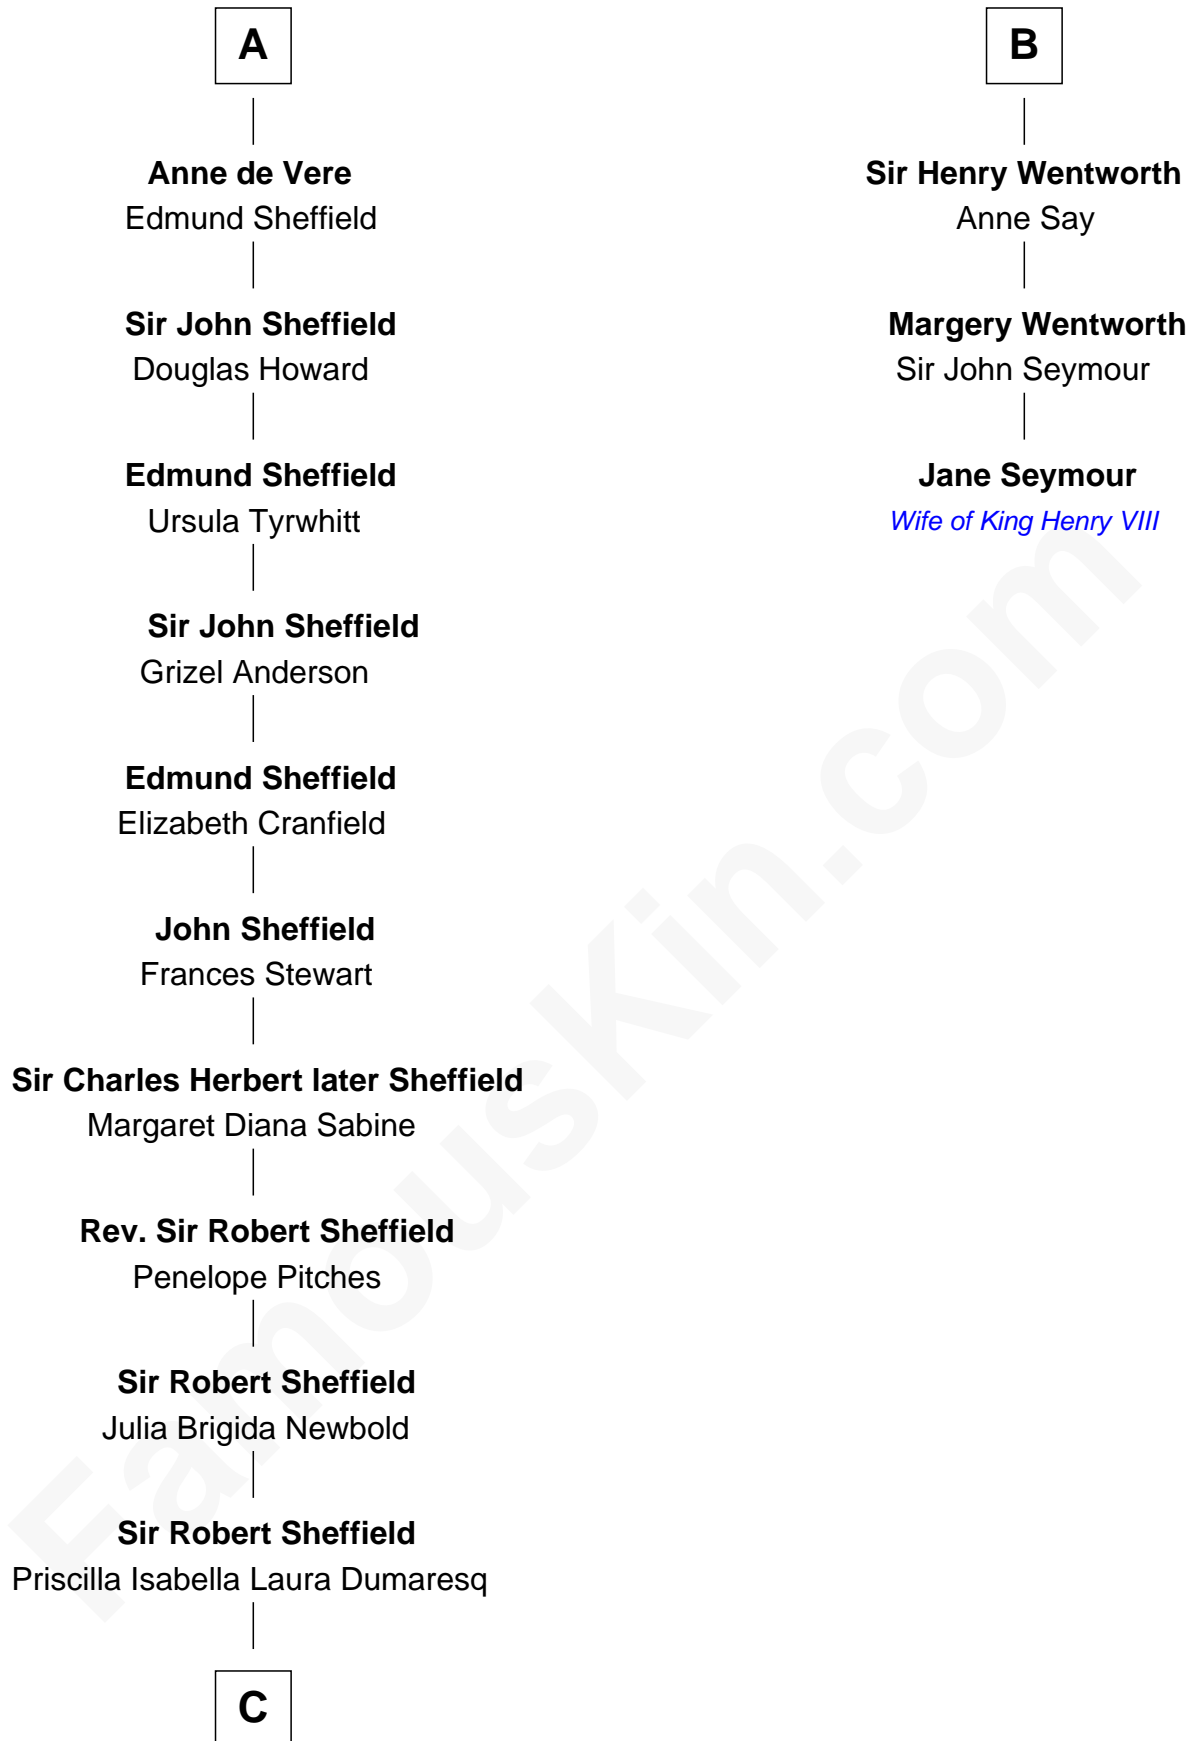 A
Anne de Vere
Edmund Sheffield
Sir John Sheffield
Douglas Howard
Edmund Sheffield
Ursula Tyrwhitt
Sir John Sheffield
Grizel Anderson
Edmund Sheffield
Elizabeth Cranfield
John Sheffield
Frances Stewart
Sir Charles Herbert later Sheffield
Margaret Diana Sabine
Rev. Sir Robert Sheffield
Penelope Pitches
Sir Robert Sheffield
Julia Brigida Newbold
Sir Robert Sheffield
Priscilla Isabella Laura Dumaresq
C
B
Sir Henry Wentworth
Anne Say
Margery Wentworth
Sir John Seymour
Jane Seymour
Wife of King Henry VIII
FamousKin.com